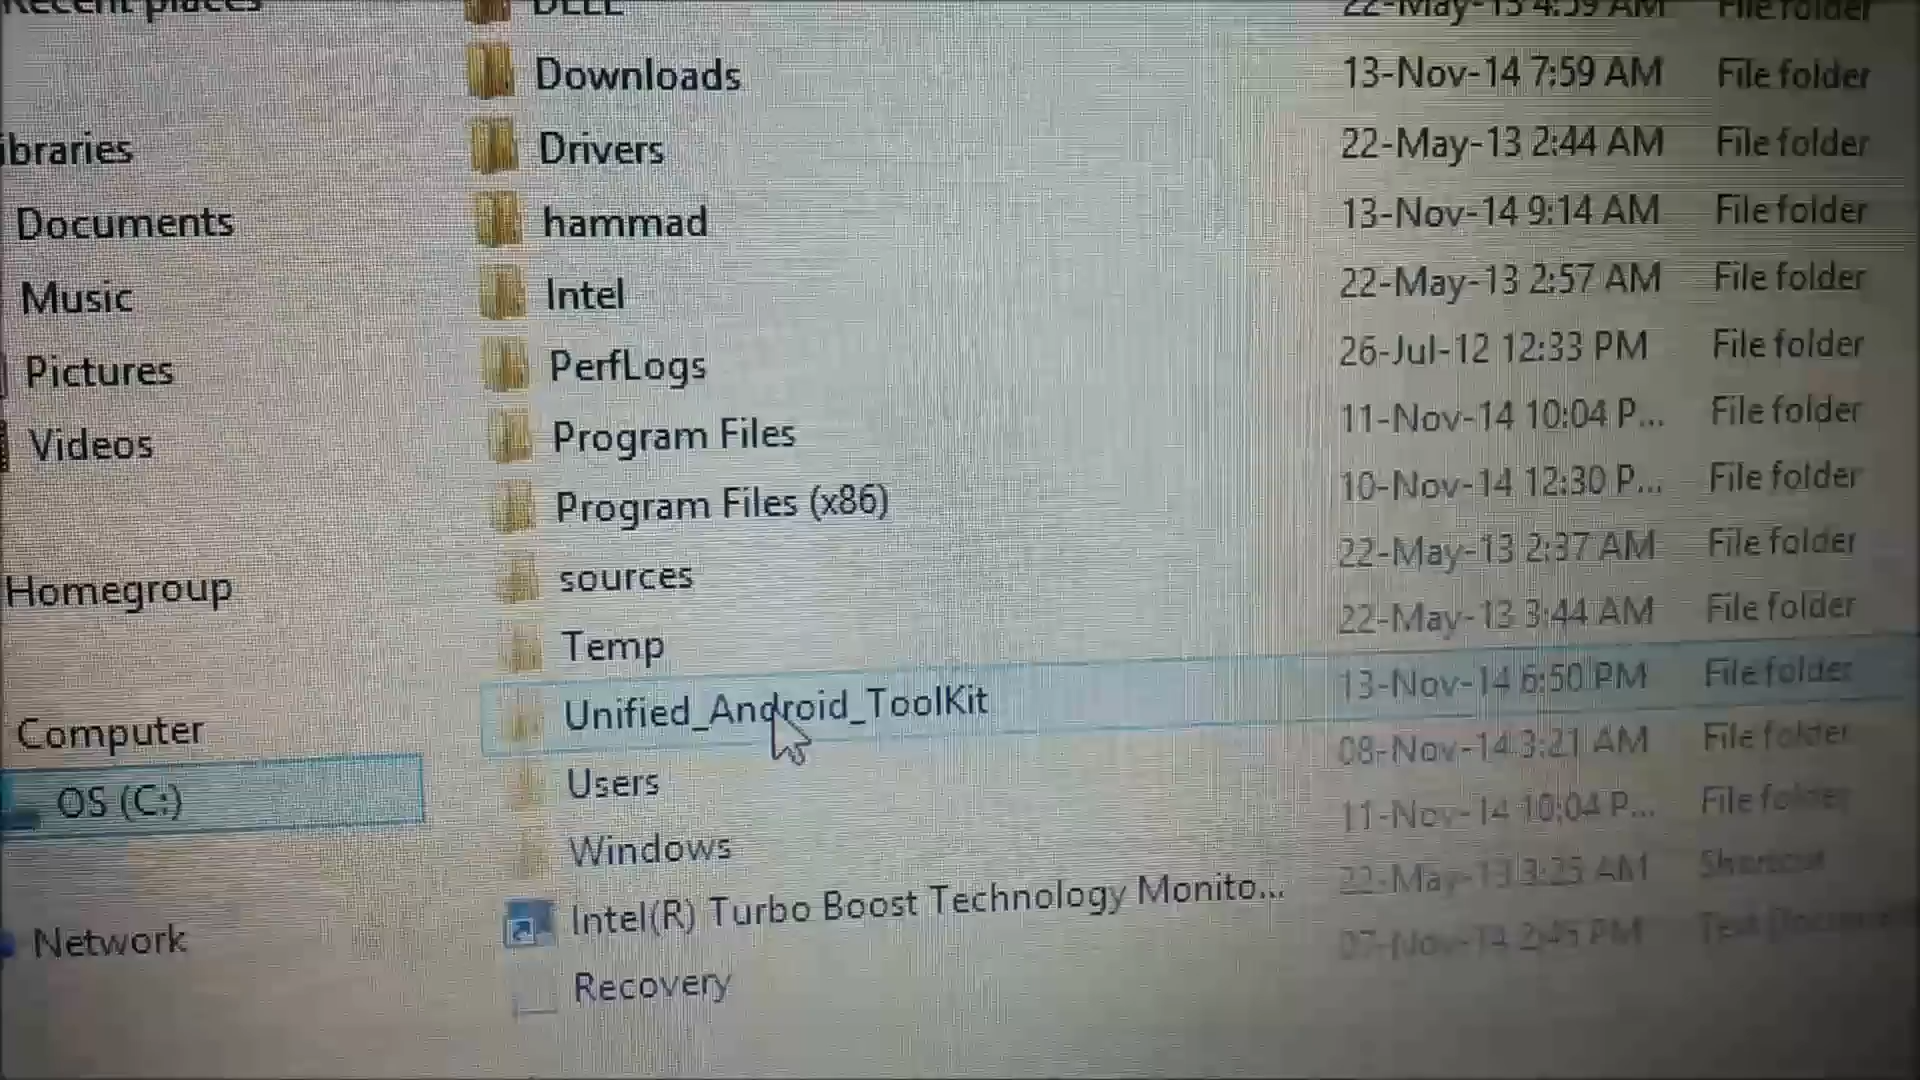 Recent places
DELL 22-May-13 4:39 AM File folder
Downloads 13-Nov-14 7:59 AM File folder
ibraries Drivers 22-May-13 2:44 AM File folder
Documents hammad 13-Nov-14 9:14 AM File folder
Music Intel 22-May-13 2:57 AM File folder
Pictures PerfLogs 26-Jul-12 12:33 PM File folder
Videos Program Files 11-Nov-14 10:04 P... File folder
Program Files (x86) 10-Nov-14 12:30 P... File folder
Homegroup sources 22-May-13 2:37 AM File folder
Temp 22-May-13 3:44 AM File folder
Computer Unified_Android_ToolKit 13-Nov-14 6:50 PM File folder
OS (C:) Users 08-Nov-14 3:21 AM File folder
Windows 11-Nov-14 10:04 P... File folder
Network Intel(R) Turbo Boost Technology Monito... 22-May-13 3:25 AM Shortcut
Recovery 07-Nov-14 2:45 PM Text